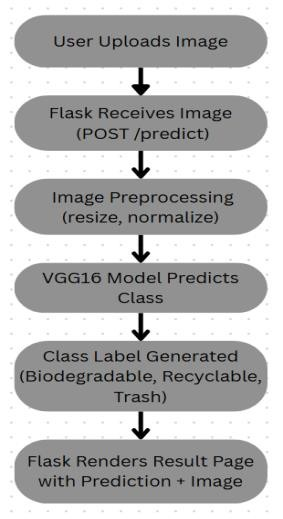 User Uploads Image
Flask Receives Image
(POST /predict)
Image Preprocessing
(resize, normalize)
VGG16 Model Predicts
Class
Class Label Generated
(Biodegradable, Recyclable,
Trash)
Flask Renders Result Page
with Prediction + Image